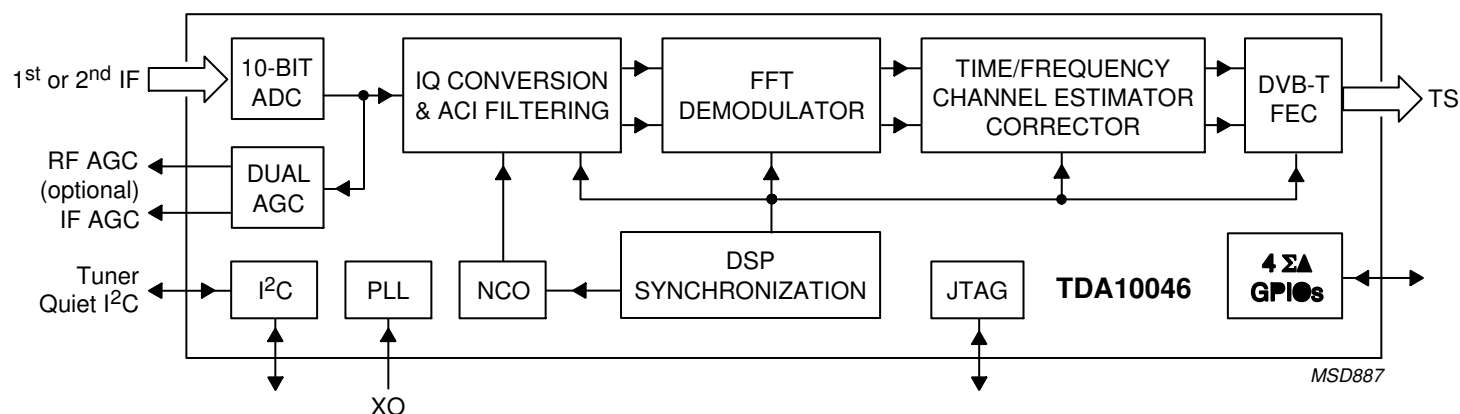 1st or 2nd IF
10-BIT
ADC
IQ CONVERSION
& ACI FILTERING
FFT
DEMODULATOR
TIME/FREQUENCY
CHANNEL ESTIMATOR
CORRECTOR
DVB-T
FEC
TS
RF AGC
(optional)
IF AGC
DUAL
AGC
Tuner
Quiet I2C
I2C
PLL
NCO
DSP
SYNCHRONIZATION
JTAG
TDA10046
4 ΣΔ
GPIOs
XO
MSD887